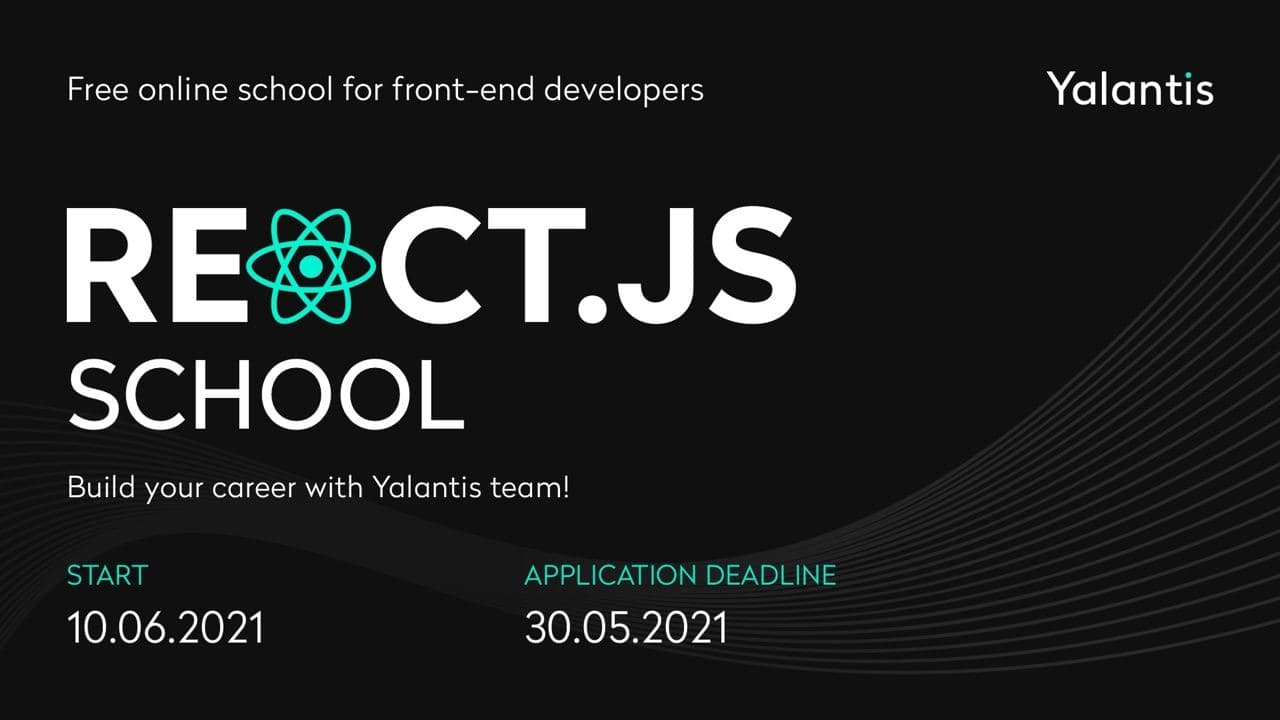 Free online school for front-end developers
Yalantis
REACT.JS
SCHOOL
Build your career with Yalantis team!
START
APPLICATION DEADLINE
10.06.2021
30.05.2021